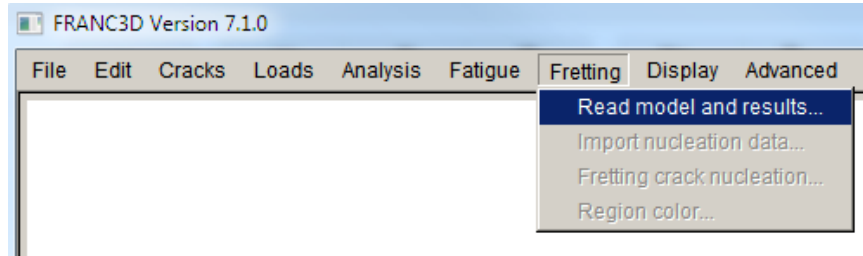 FRANC3D Version 7.1.0
File Edit Cracks Loads Analysis Fatigue Fretting Display Advanced
Read model and results...
Import nucleation data...
Fretting crack nucleation...
Region color...